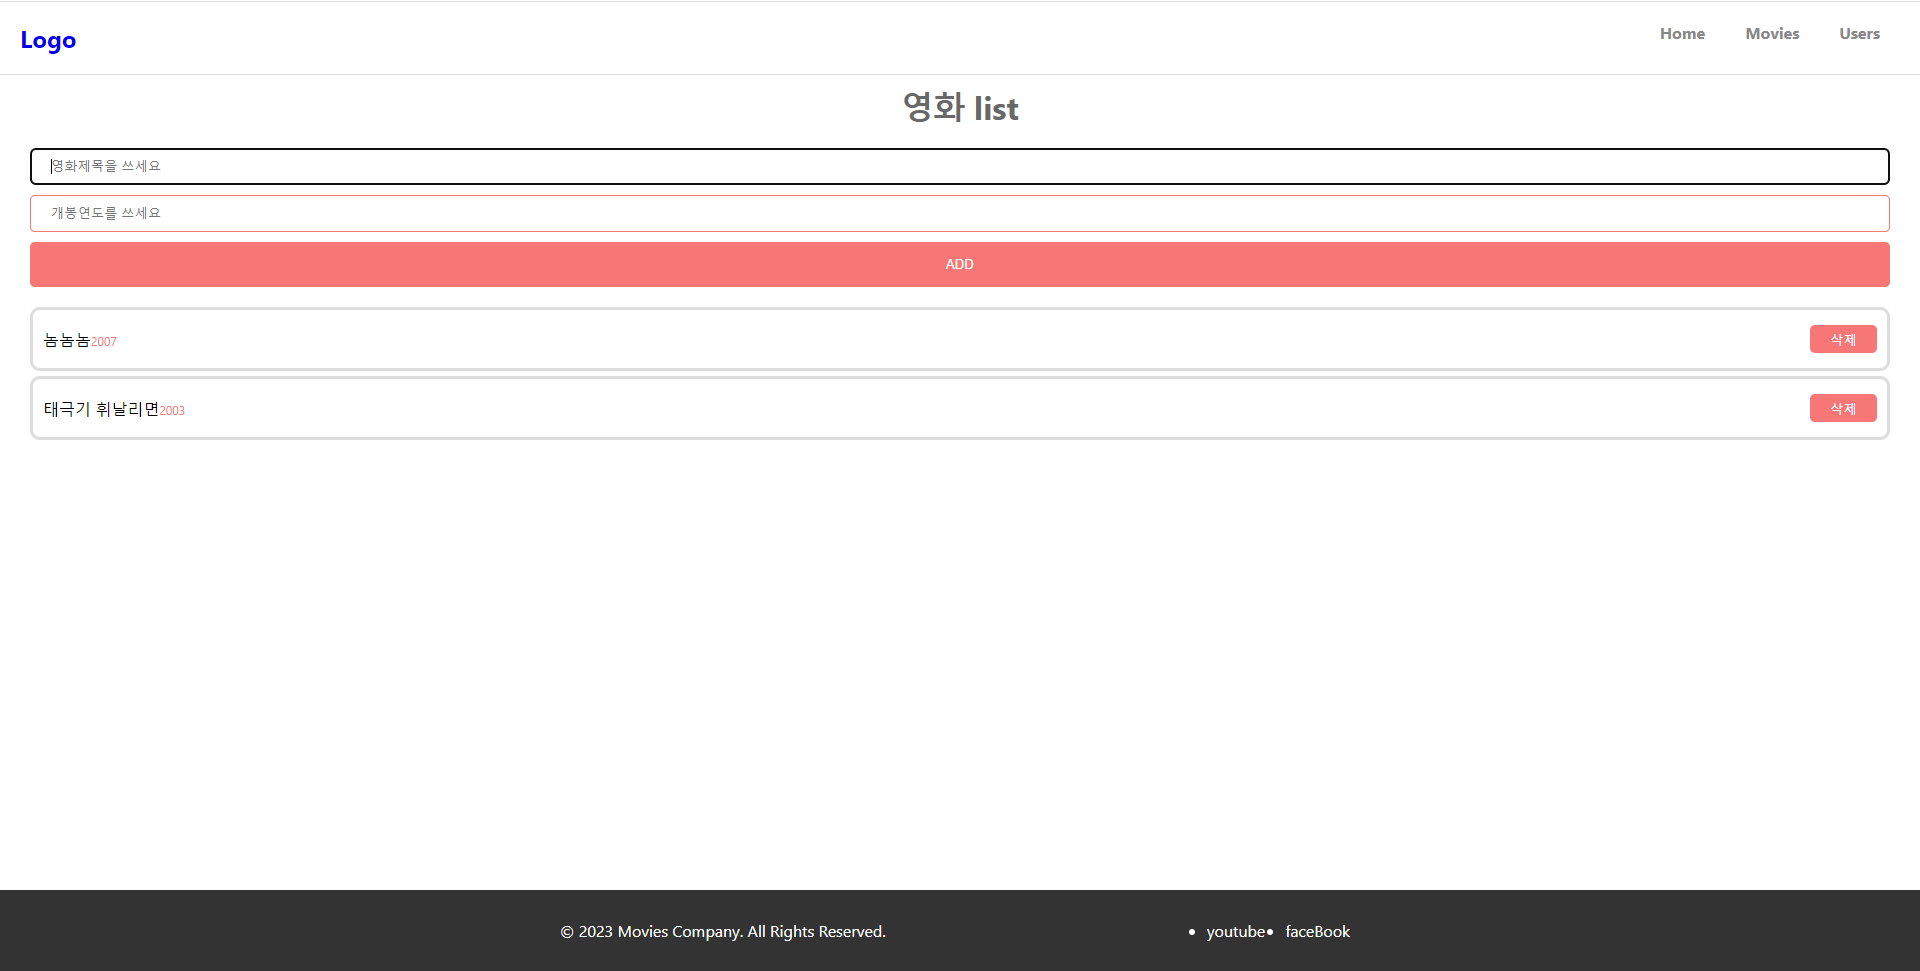 Logo
Home Movies Users
영화 list
영화제목을 쓰세요
개봉연도를 쓰세요
ADD
놈놈놈2007 삭제
태극기 휘날리면2003 삭제
© 2023 Movies Company. All Rights Reserved. • youtube• faceBook